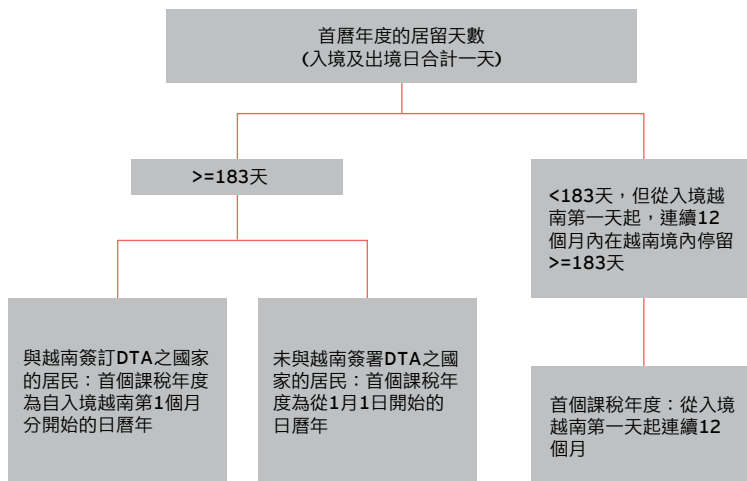 首曆年度的居留天數
(入境及出境日合計一天)
>=183天
<183天，但從入境越
南第一天起，連續12
個月內在越南境內停留
>=183天
與越南簽訂DTA之國家
的居民：首個課稅年度
為自入境越南第1個月
分開始的日曆年
未與越南簽署DTA之國
家的居民：首個課稅年
度為從1月1日開始的
日曆年
首個課稅年度：從入境
越南第一天起連續12
個月